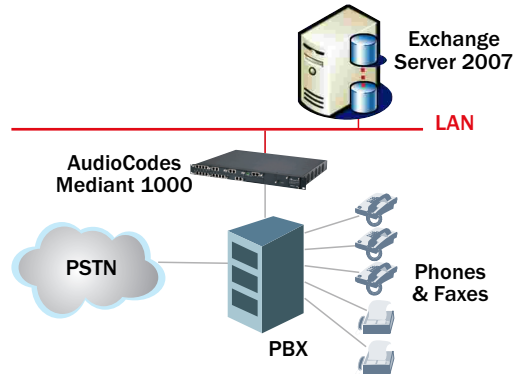 Exchange
Server 2007
LAN
AudioCodes
Mediant 1000
PSTN
Phones
& Faxes
PBX